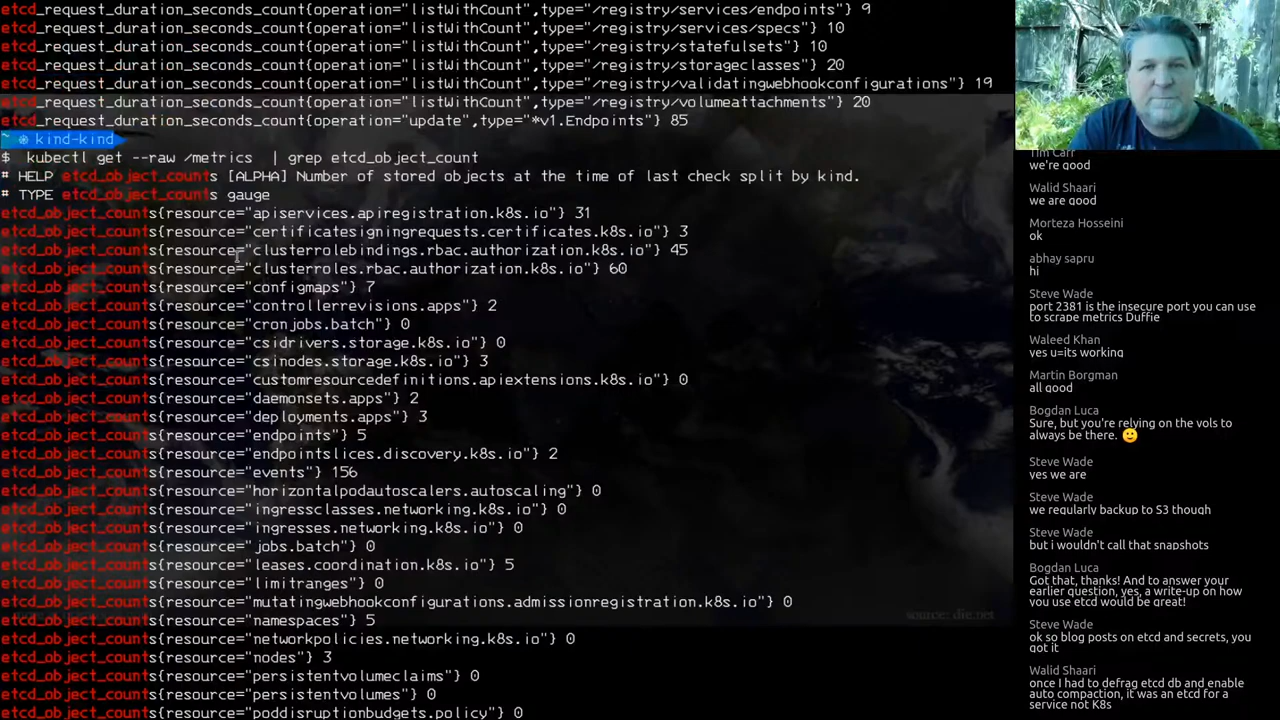 etcd_request_duration_seconds_count{operation="listWithCount",type="/registry/services/endpoints"} 9
etcd_request_duration_seconds_count{operation="listWithCount",type="/registry/services/specs"} 10
etcd_request_duration_seconds_count{operation="listWithCount",type="/registry/statefulsets"} 10
etcd_request_duration_seconds_count{operation="listWithCount",type="/registry/storageclasses"} 20
etcd_request_duration_seconds_count{operation="listWithCount",type="/registry/validatingwebhookconfigurations"} 19
etcd_request_duration_seconds_count{operation="listWithCount",type="/registry/volumeattachments"} 20
etcd_request_duration_seconds_count{operation="update",type="*v1.Endpoints"} 85
~ ⎈ kind-kind
$ kubectl get --raw /metrics | grep etcd_object_count
# HELP etcd_object_counts [ALPHA] Number of stored objects at the time of last check split by kind.
# TYPE etcd_object_counts gauge
etcd_object_counts{resource="apiservices.apiregistration.k8s.io"} 31
etcd_object_counts{resource="certificatesigningrequests.certificates.k8s.io"} 3
etcd_object_counts{resource="clusterrolebindings.rbac.authorization.k8s.io"} 45
etcd_object_counts{resource="clusterroles.rbac.authorization.k8s.io"} 60
etcd_object_counts{resource="configmaps"} 7
etcd_object_counts{resource="controllerrevisions.apps"} 2
etcd_object_counts{resource="cronjobs.batch"} 0
etcd_object_counts{resource="csidrivers.storage.k8s.io"} 0
etcd_object_counts{resource="csinodes.storage.k8s.io"} 3
etcd_object_counts{resource="customresourcedefinitions.apiextensions.k8s.io"} 0
etcd_object_counts{resource="daemonsets.apps"} 2
etcd_object_counts{resource="deployments.apps"} 3
etcd_object_counts{resource="endpoints"} 5
etcd_object_counts{resource="endpointslices.discovery.k8s.io"} 2
etcd_object_counts{resource="events"} 156
etcd_object_counts{resource="horizontalpodautoscalers.autoscaling"} 0
etcd_object_counts{resource="ingressclasses.networking.k8s.io"} 0
etcd_object_counts{resource="ingresses.networking.k8s.io"} 0
etcd_object_counts{resource="jobs.batch"} 0
etcd_object_counts{resource="leases.coordination.k8s.io"} 5
etcd_object_counts{resource="limitranges"} 0
etcd_object_counts{resource="mutatingwebhookconfigurations.admissionregistration.k8s.io"} 0
etcd_object_counts{resource="namespaces"} 5
etcd_object_counts{resource="networkpolicies.networking.k8s.io"} 0
etcd_object_counts{resource="nodes"} 3
etcd_object_counts{resource="persistentvolumeclaims"} 0
etcd_object_counts{resource="persistentvolumes"} 0
etcd_object_counts{resource="poddisruptionbudgets.policy"} 0
source: die.net
Tim Carr
we're good
Walid Shaari
we are good
Morteza Hosseini
ok
abhay sapru
hi
Steve Wade
port 2381 is the insecure port you can use
to scrape metrics Duffie
Waleed Khan
yes u=its working
Martin Borgman
all good
Bogdan Luca
Sure, but you're relying on the vols to
always be there. 🙂
Steve Wade
yes we are
Steve Wade
we regularly backup to S3 though
Steve Wade
but i wouldn't call that snapshots
Bogdan Luca
Got that, thanks! And to answer your
earlier question, yes, a write-up on how
you use etcd would be great!
Steve Wade
ok so blog posts on etcd and secrets, you
got it
Walid Shaari
once I had to defrag etcd db and enable
auto compaction, it was an etcd for a
service not K8s